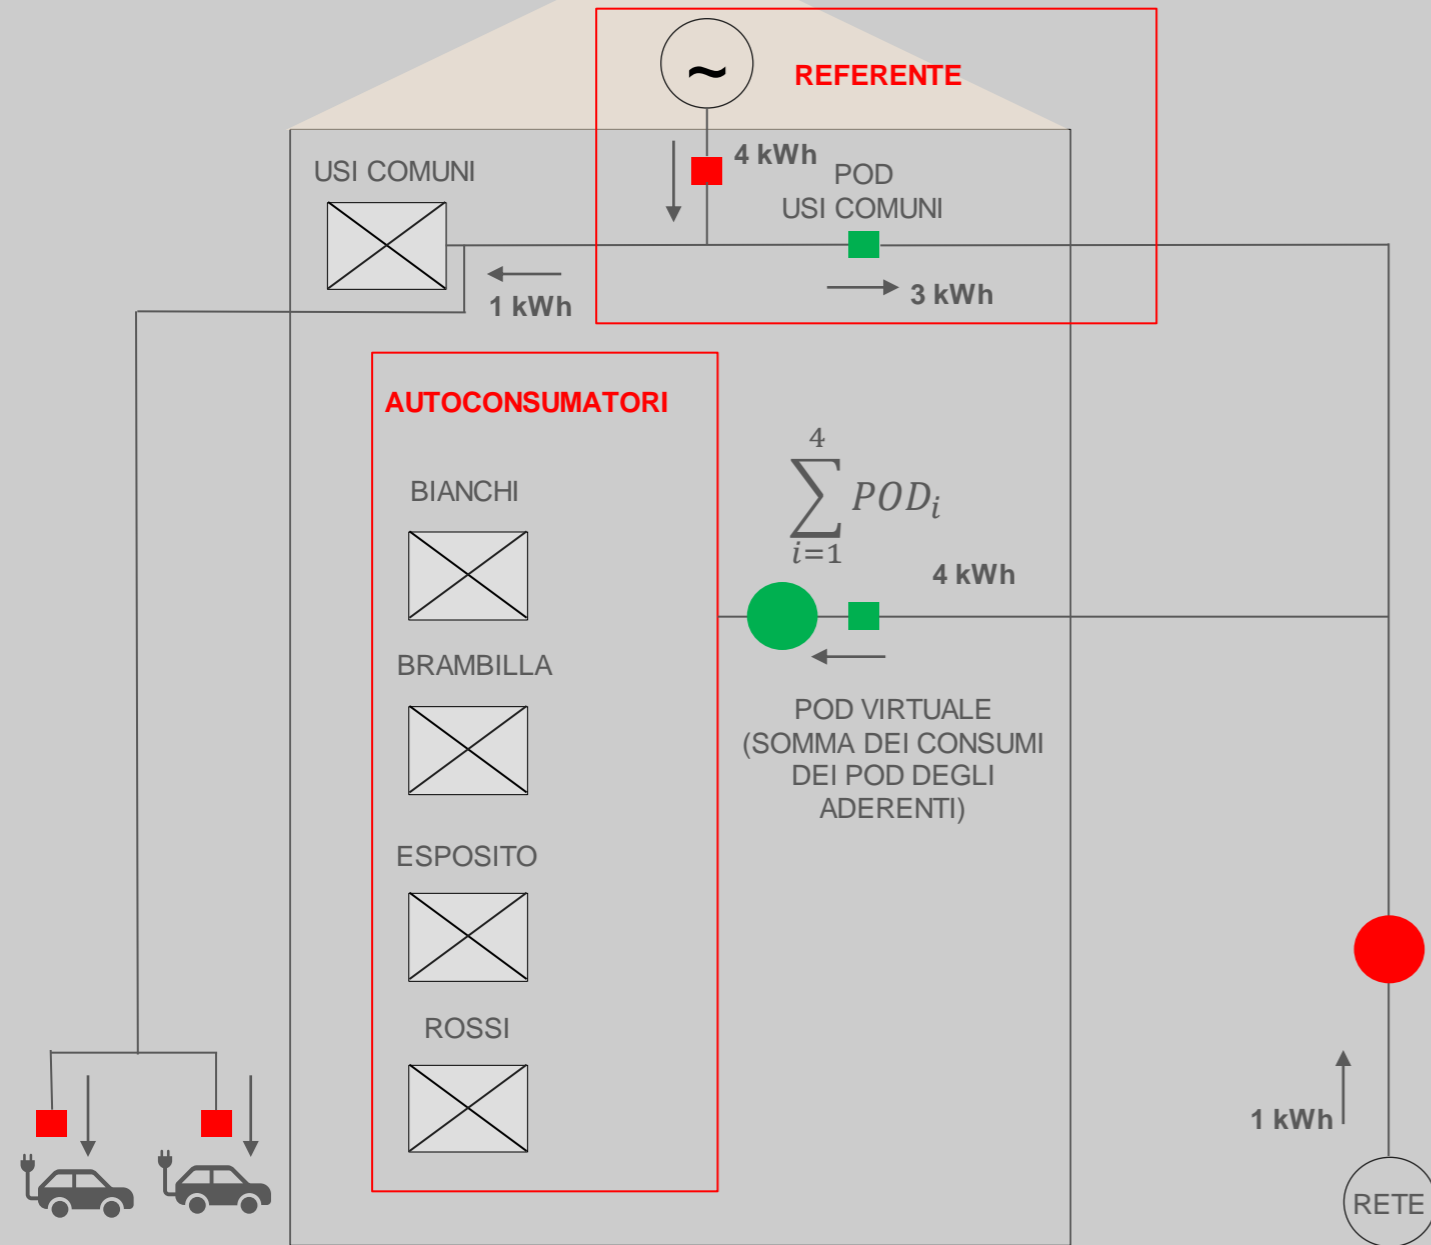 ~
REFERENTE
4 kWh
USI COMUNI
POD
USI COMUNI
1 kWh
3 kWh
AUTOCONSUMATORI
BIANCHI
4
∑ POD_i
i=1
4 kWh
BRAMBILLA
POD VIRTUALE
(SOMMA DEI CONSUMI
DEI POD DEGLI
ADERENTI)
ESPOSITO
ROSSI
1 kWh
RETE